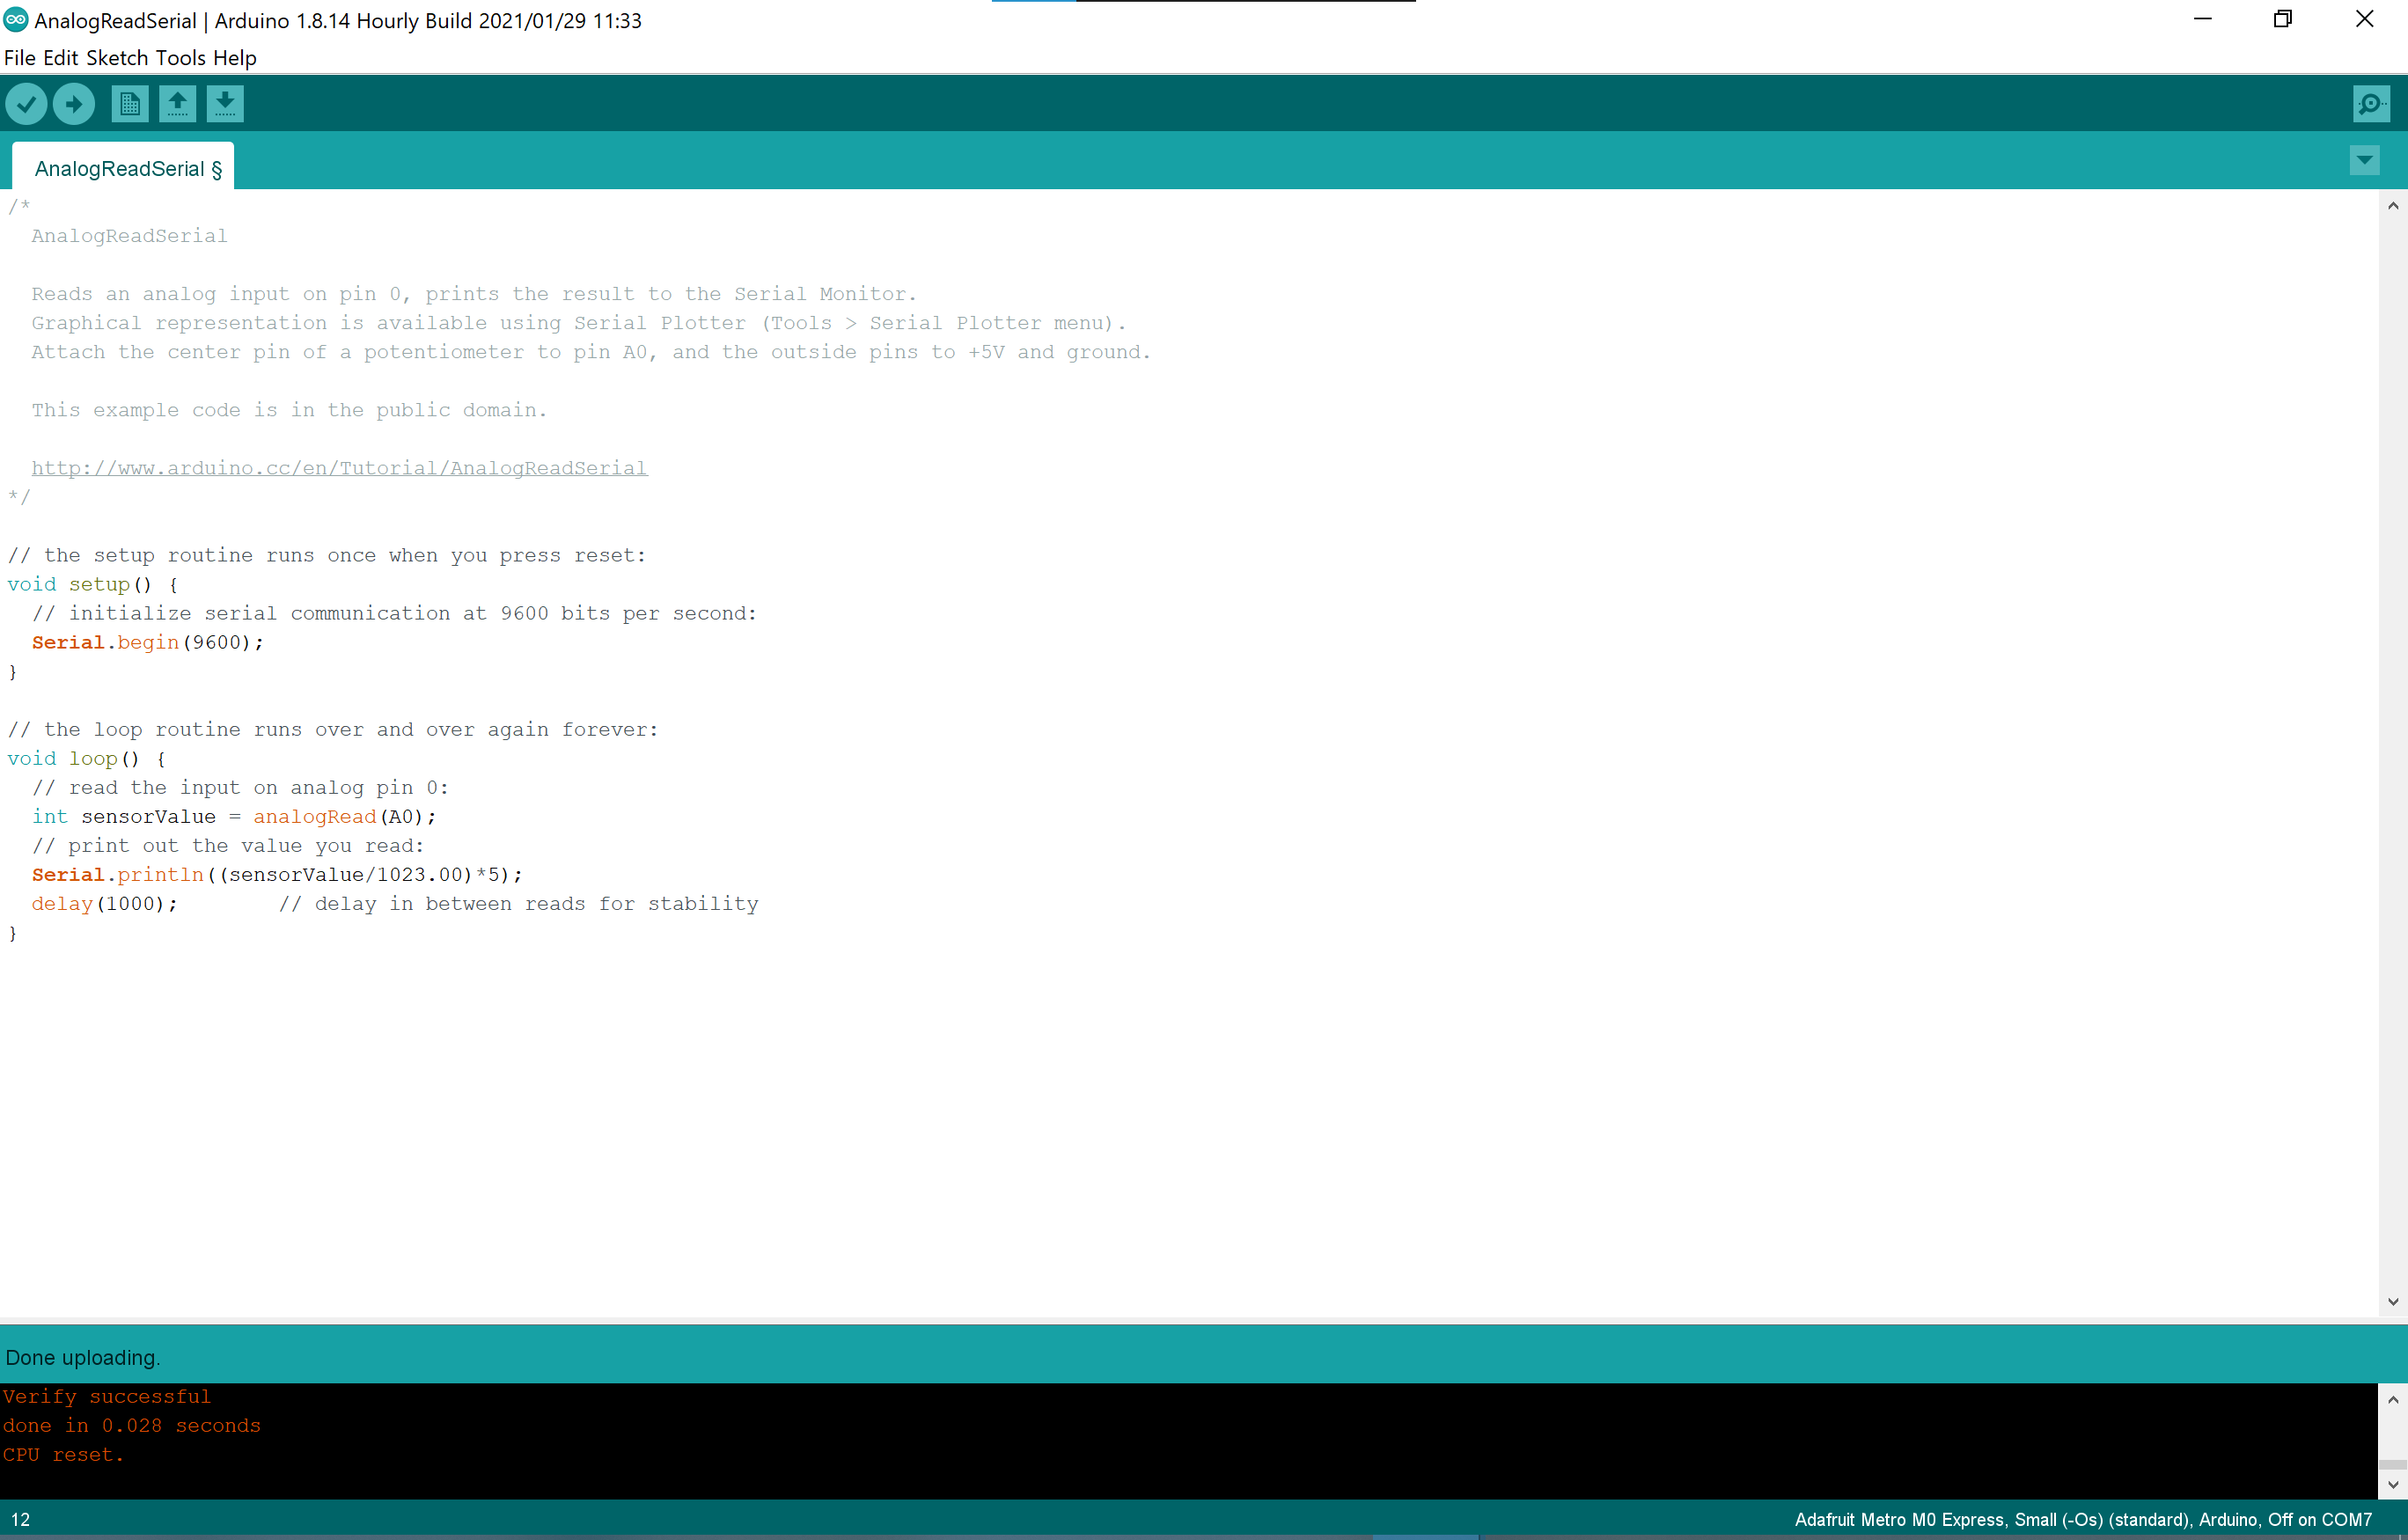 AnalogReadSerial | Arduino 1.8.14 Hourly Build 2021/01/29 11:33
File Edit Sketch Tools Help
AnalogReadSerial §
/*
  AnalogReadSerial

  Reads an analog input on pin 0, prints the result to the Serial Monitor.
  Graphical representation is available using Serial Plotter (Tools > Serial Plotter menu).
  Attach the center pin of a potentiometer to pin A0, and the outside pins to +5V and ground.

  This example code is in the public domain.

  http://www.arduino.cc/en/Tutorial/AnalogReadSerial
*/

// the setup routine runs once when you press reset:
void setup() {
  // initialize serial communication at 9600 bits per second:
  Serial.begin(9600);
}

// the loop routine runs over and over again forever:
void loop() {
  // read the input on analog pin 0:
  int sensorValue = analogRead(A0);
  // print out the value you read:
  Serial.println((sensorValue/1023.00)*5);
  delay(1000);        // delay in between reads for stability
}
Done uploading.
Verify successful
done in 0.028 seconds
CPU reset.
12
Adafruit Metro M0 Express, Small (-Os) (standard), Arduino, Off on COM7